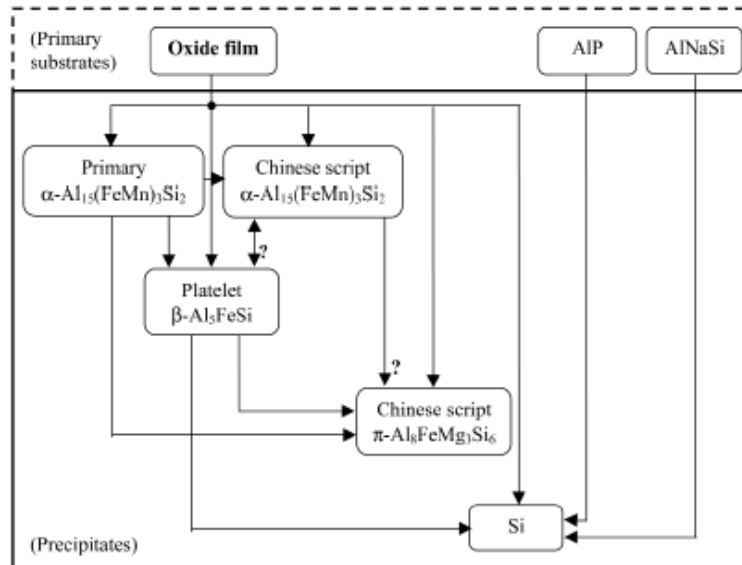 (Primary
substrates)
Oxide film
AlP
AlNaSi
Primary
α-Al₁₅(FeMn)₃Si₂
Chinese script
α-Al₁₅(FeMn)₃Si₂
?
Platelet
β-Al₅FeSi
?
Chinese script
π-Al₈FeMg₃Si₆
Si
(Precipitates)